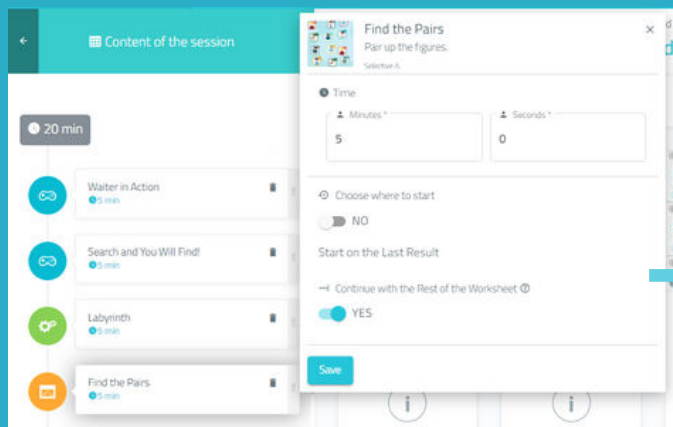 Content of the session
20 min
Waiter in Action
5 min
Search and You Will Find!
5 min
Labyrinth
5 min
Find the Pairs
5 min
Find the Pairs
Pair up the figures.
Selective A.
Time
Minutes *
5
Seconds *
0
Choose where to start
NO
Start on the Last Result
Continue with the Rest of the Worksheet
YES
Save